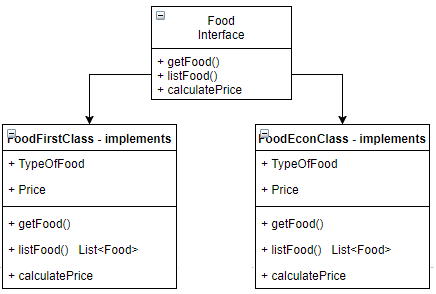 Food
Interface
+ getFood()
+ listFood()
+ calculatePrice
FoodFirstClass - implements
+ TypeOfFood
+ Price
+ getFood()
+ listFood() List<Food>
+ calculatePrice
FoodEconClass - implements
+ TypeOfFood
+ Price
+ getFood()
+ listFood() List<Food>
+ calculatePrice